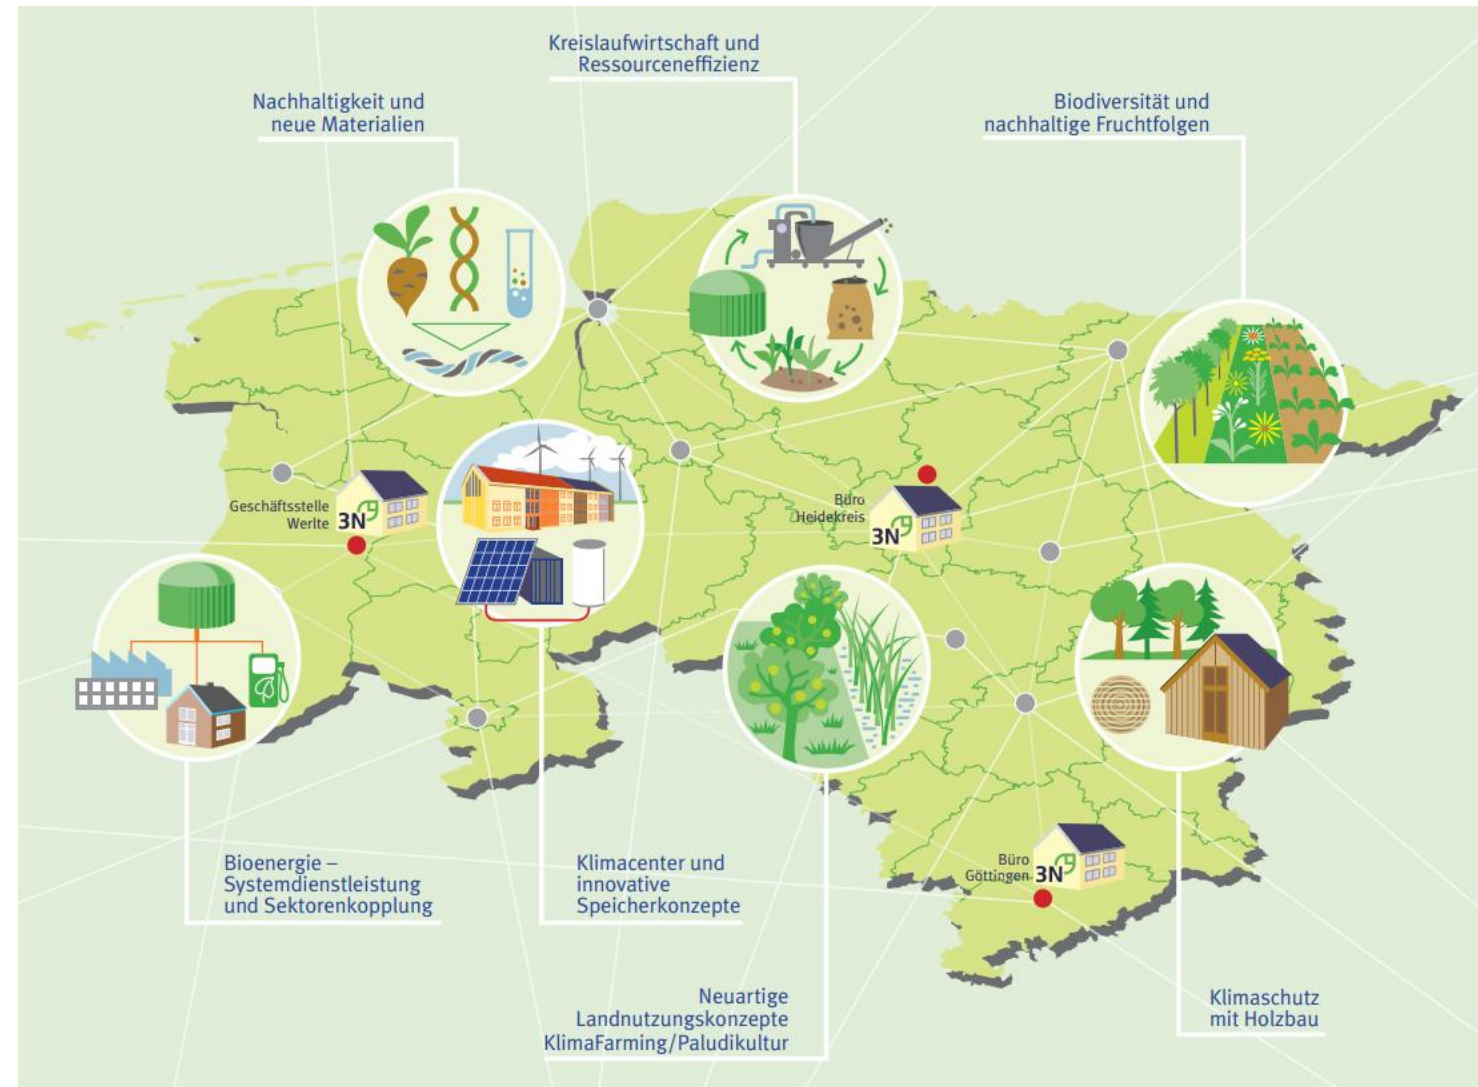 Kreislaufwirtschaft und
Ressourceneffizienz
Nachhaltigkeit und
neue Materialien
Biodiversität und
nachhaltige Fruchtfolgen
Geschäftsstelle
Werlte
3N
Büro
Heidekreis
3N
Büro
Göttingen
3N
Bioenergie –
Systemdienstleistung
und Sektorenkopplung
Klimacenter und
innovative
Speicherkonzepte
Neuartige
Landnutzungskonzepte
KlimaFarming/Paludikultur
Klimaschutz
mit Holzbau